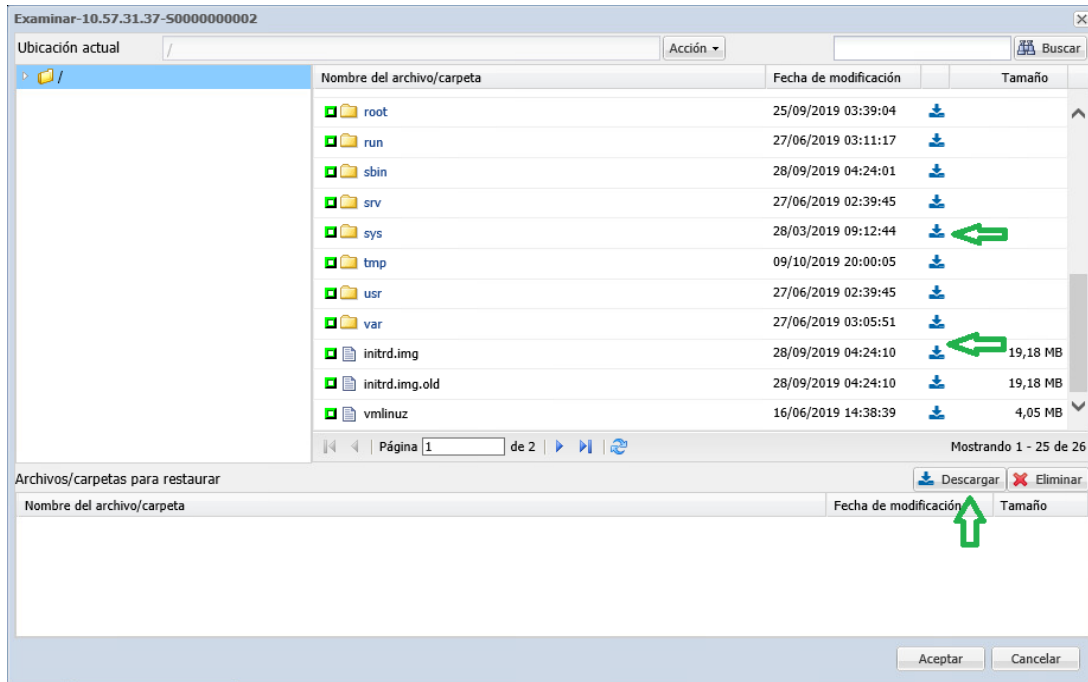 Examinar-10.57.31.37-S0000000002
Ubicación actual / Acción Buscar
/
Nombre del archivo/carpeta Fecha de modificación Tamaño
root 25/09/2019 03:39:04
run 27/06/2019 03:11:17
sbin 28/09/2019 04:24:01
srv 27/06/2019 02:39:45
sys 28/03/2019 09:12:44
tmp 09/10/2019 20:00:05
usr 27/06/2019 02:39:45
var 27/06/2019 03:05:51
initrd.img 28/09/2019 04:24:10 19,18 MB
initrd.img.old 28/09/2019 04:24:10 19,18 MB
vmlinuz 16/06/2019 14:38:39 4,05 MB
Página 1 de 2 Mostrando 1 - 25 de 26
Archivos/carpetas para restaurar Descargar Eliminar
Nombre del archivo/carpeta Fecha de modificación Tamaño
Aceptar Cancelar